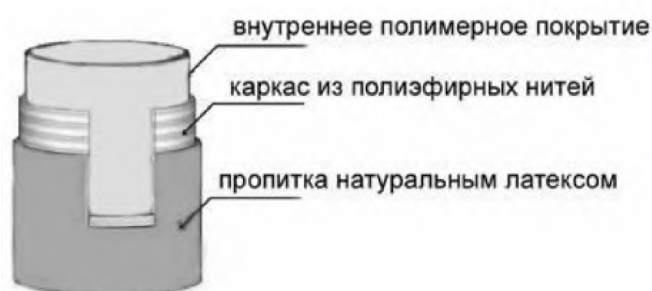 внутреннее полимерное покрытие
каркас из полиэфирных нитей
пропитка натуральным латексом